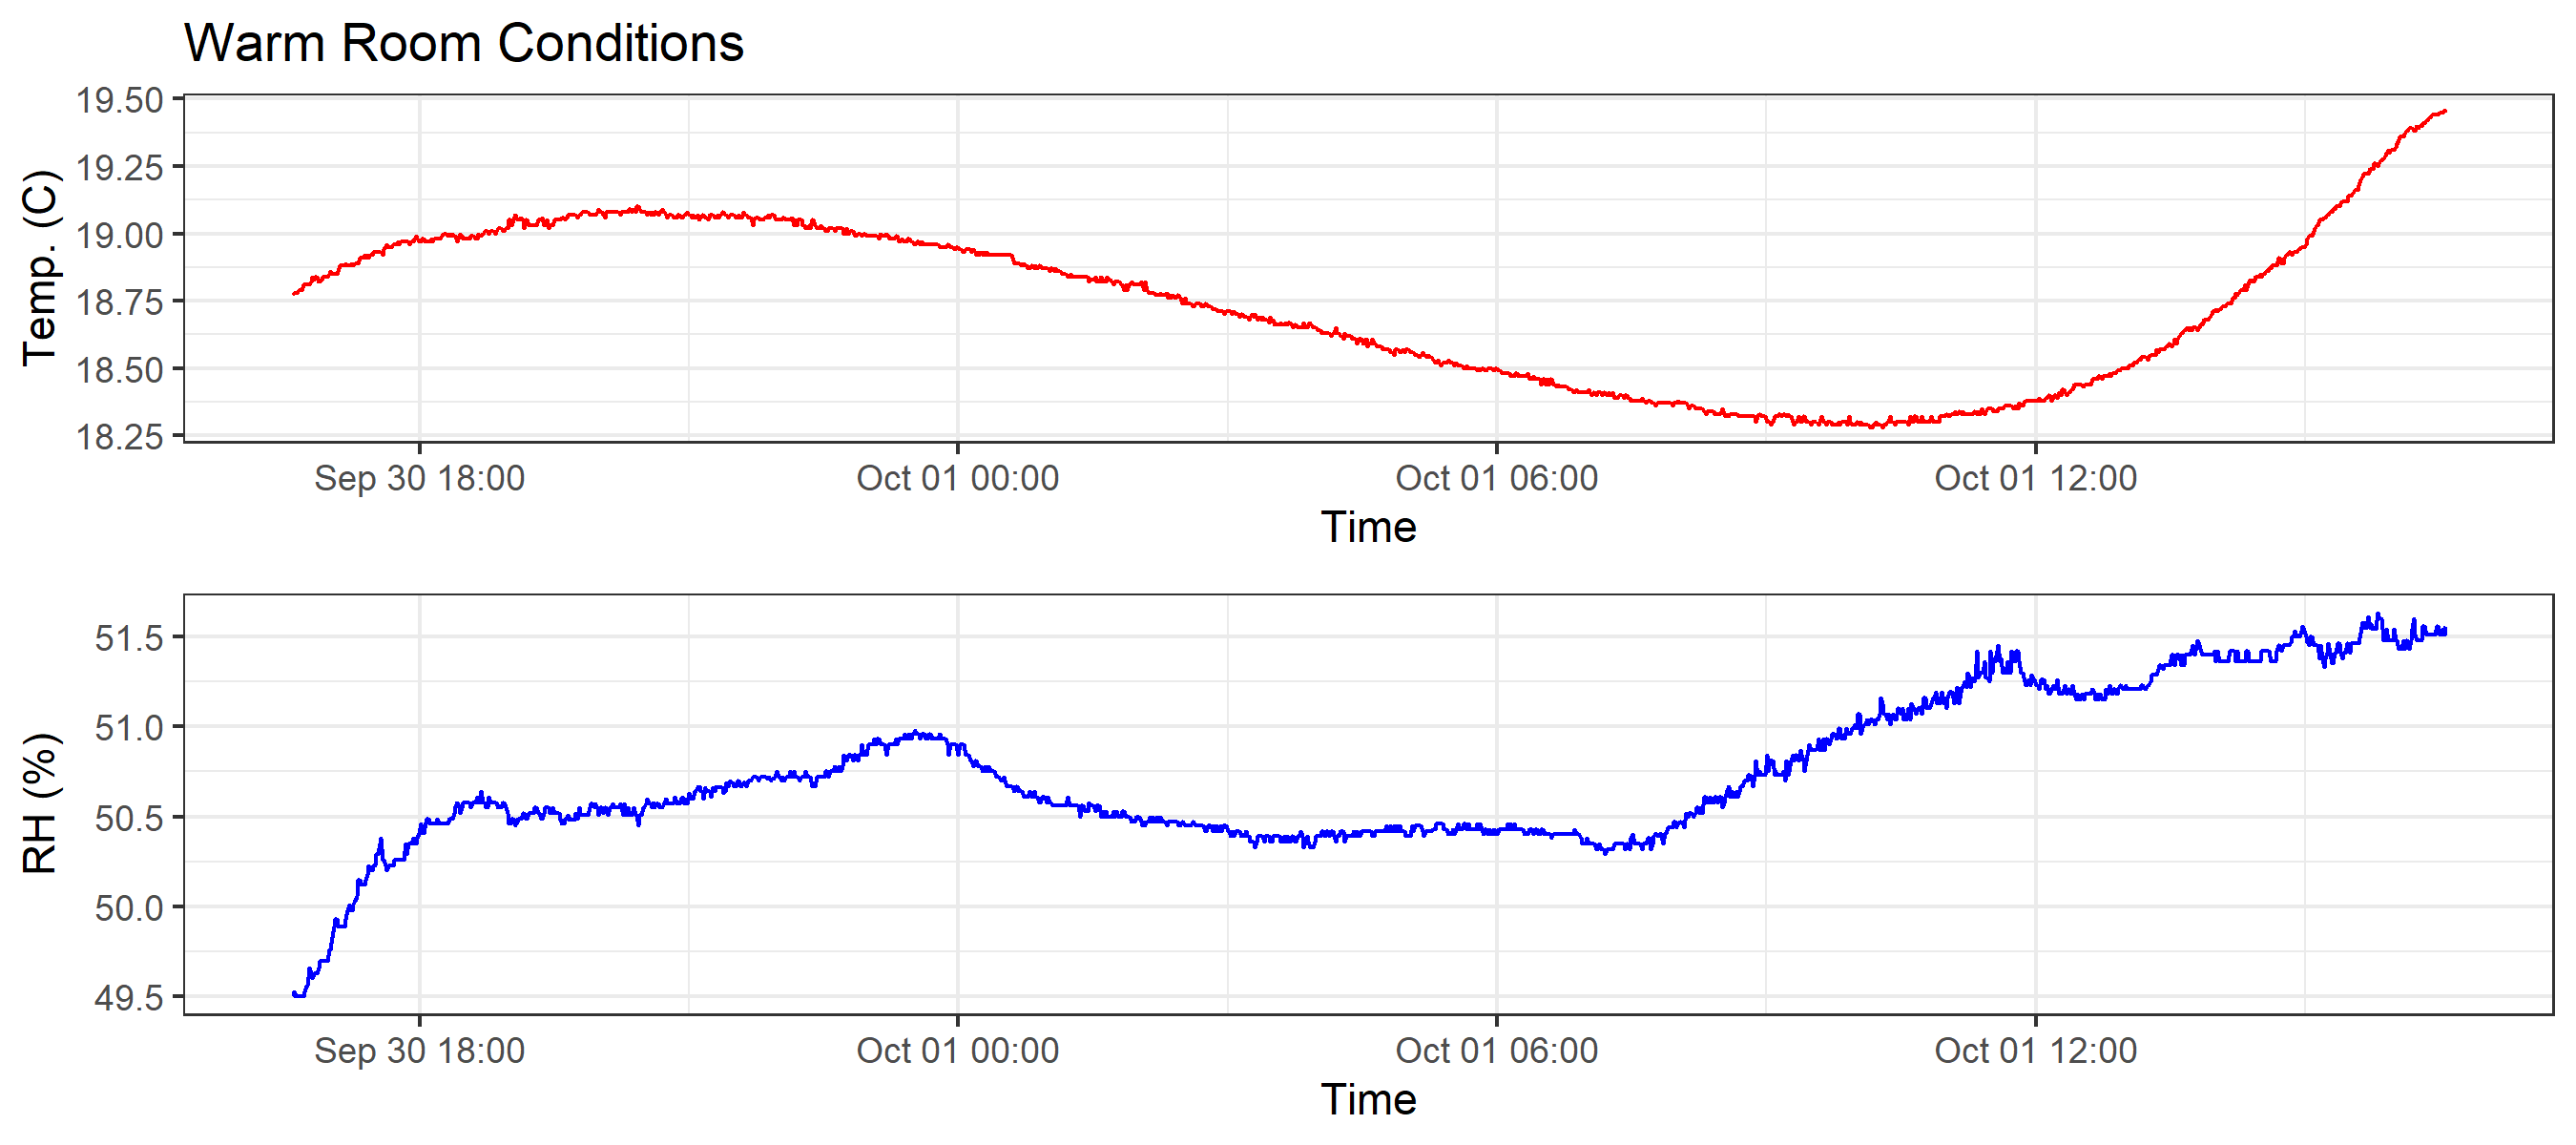 Warm Room Conditions
Temp. (C)
19.50
19.25
19.00
18.75
18.50
18.25
Sep 30 18:00 Oct 01 00:00 Oct 01 06:00 Oct 01 12:00
Time
RH (%)
51.5
51.0
50.5
50.0
49.5
Sep 30 18:00 Oct 01 00:00 Oct 01 06:00 Oct 01 12:00
Time